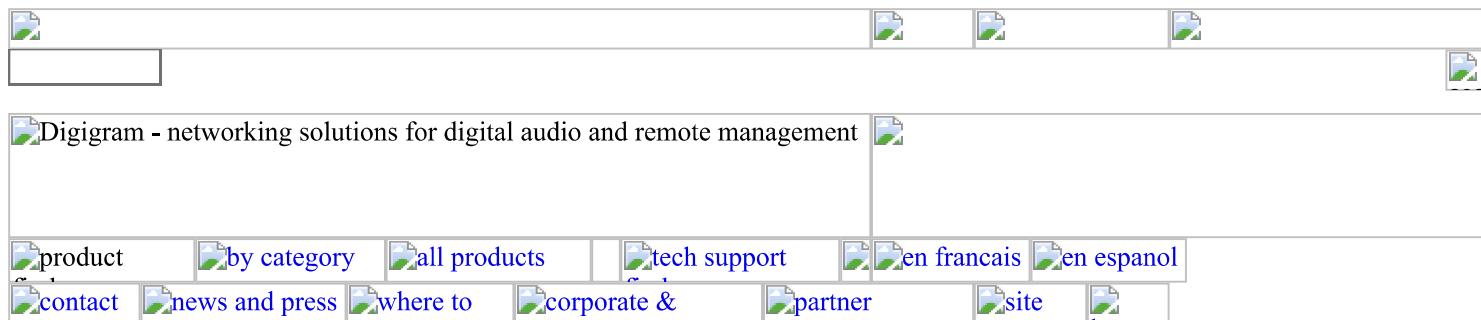 Digigram - networking solutions for digital audio and remote management
product by category all products tech support en francais en espanol
contact news and press where to corporate & partner site